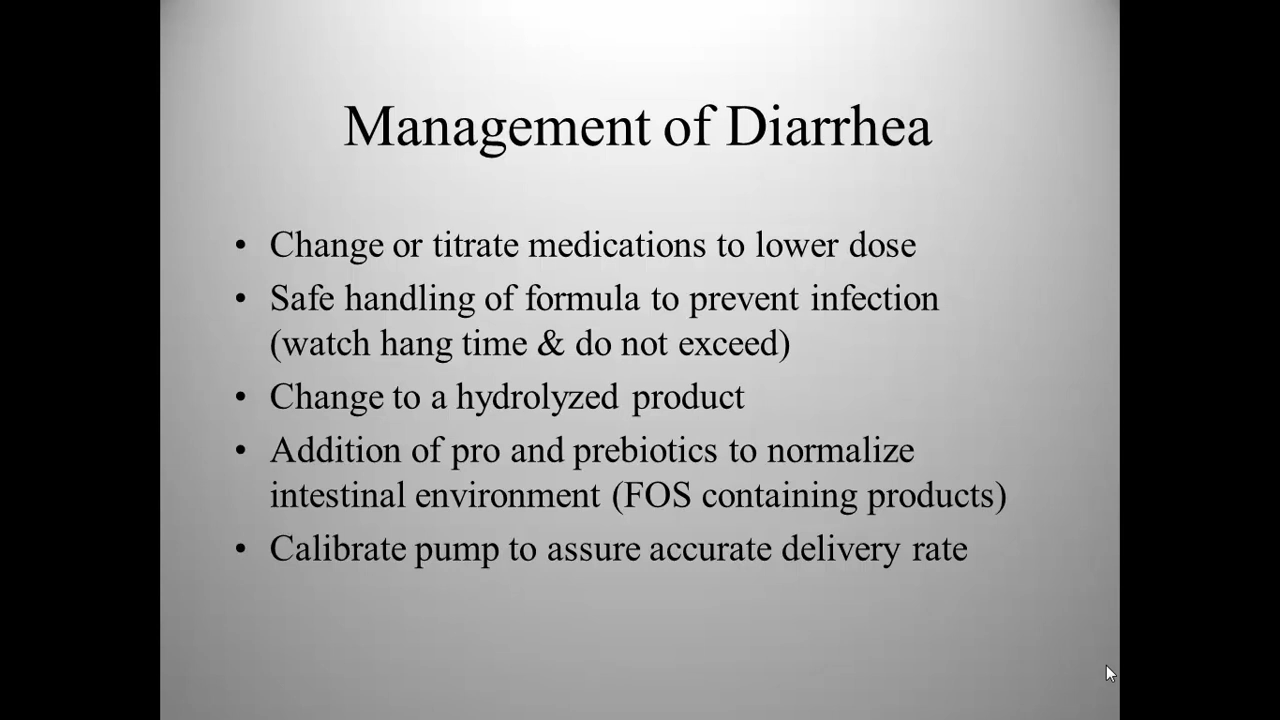 Management of Diarrhea
• Change or titrate medications to lower dose
• Safe handling of formula to prevent infection
(watch hang time & do not exceed)
• Change to a hydrolyzed product
• Addition of pro and prebiotics to normalize
intestinal environment (FOS containing products)
• Calibrate pump to assure accurate delivery rate